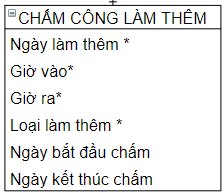 CHẤM CÔNG LÀM THÊM
Ngày làm thêm *
Giờ vào*
Giờ ra*
Loại làm thêm *
Ngày bắt đầu chấm
Ngày kết thúc chấm